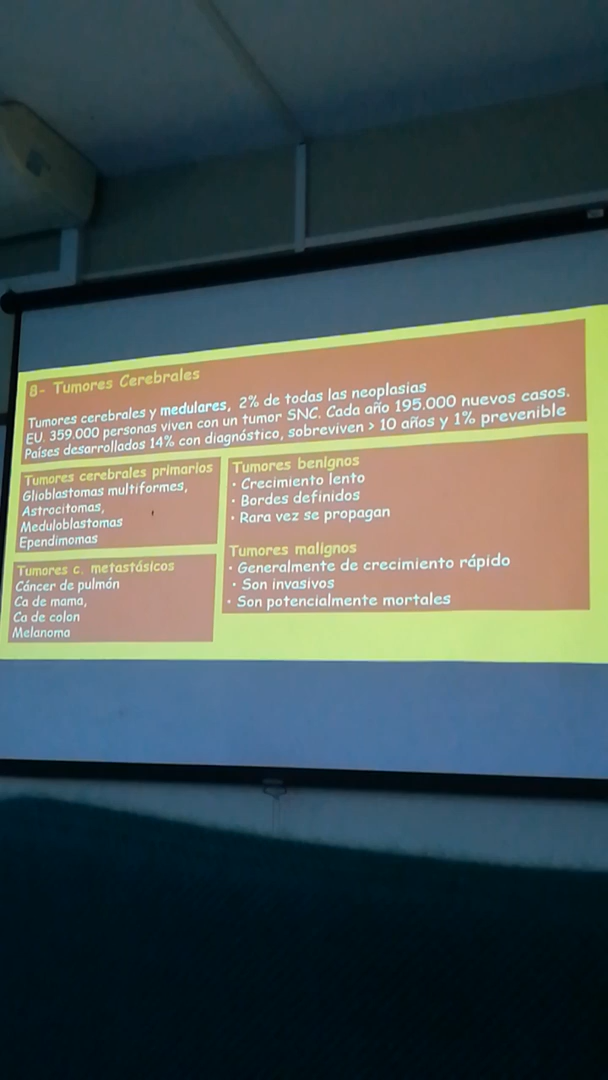 8- Tumores Cerebrales
Tumores cerebrales y medulares, 2% de todas las neoplasias
EU. 359.000 personas viven con un tumor SNC. Cada año 195.000 nuevos casos.
Países desarrollados 14% con diagnóstico, sobreviven > 10 años y 1% prevenible
Tumores cerebrales primarios
Glioblastomas multiformes,
Astrocitomas,
Meduloblastomas
Ependimomas
Tumores c. metastásicos
Cáncer de pulmón
Ca de mama,
Ca de colon
Melanoma
Tumores benignos
• Crecimiento lento
• Bordes definidos
• Rara vez se propagan
Tumores malignos
• Generalmente de crecimiento rápido
• Son invasivos
• Son potencialmente mortales